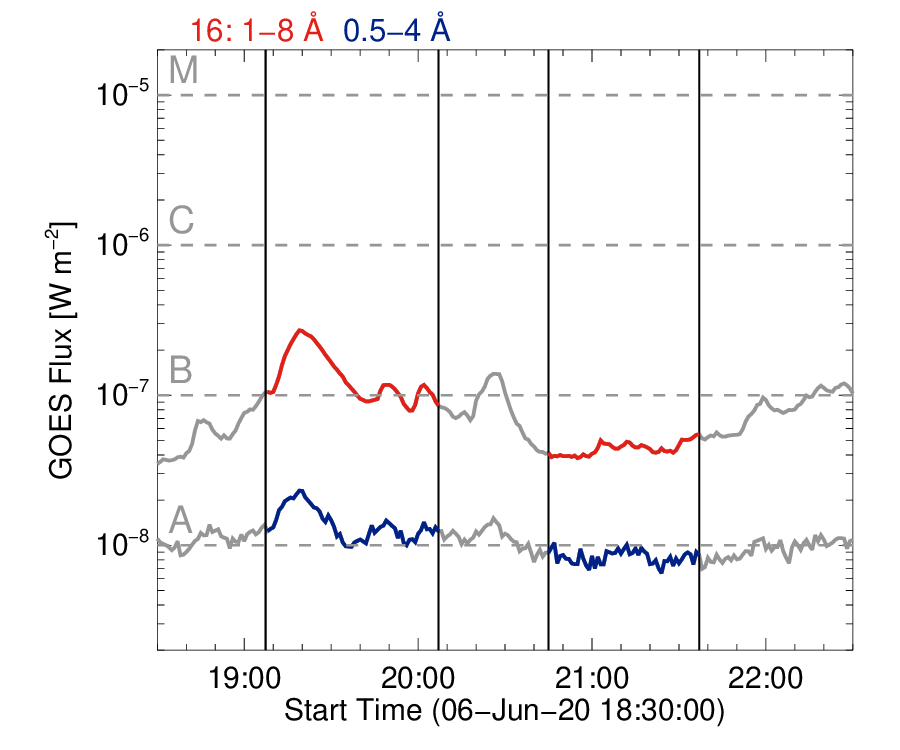 16: 1−8 Å 0.5−4 Å
M
10−5
C
10−6
B
10−7
A
10−8
GOES Flux [W m−2]
19:00 20:00 21:00 22:00
Start Time (06−Jun−20 18:30:00)